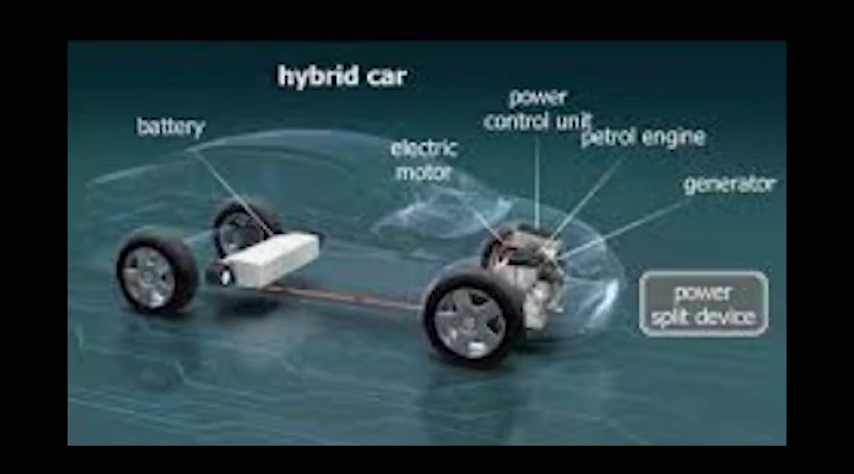 hybrid car
battery
electric
motor
power
control unit
petrol engine
generator
power
split device